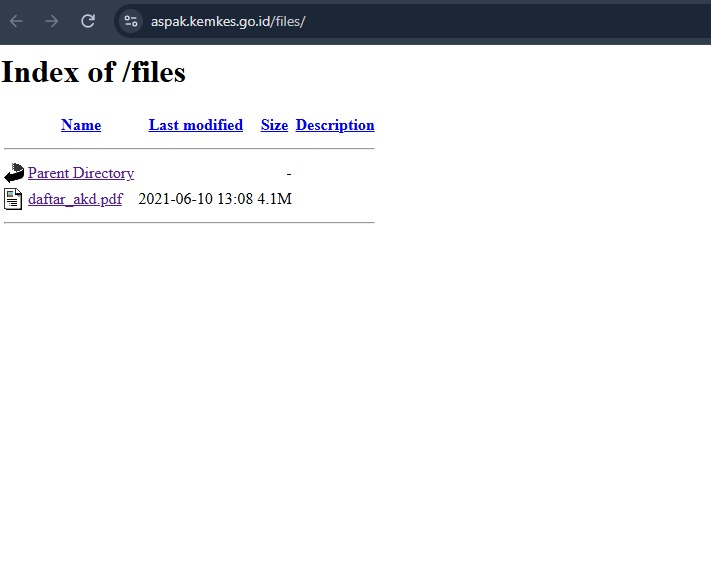 aspak.kemkes.go.id/files/
Index of /files
Name Last modified Size Description
Parent Directory -
daftar_akd.pdf 2021-06-10 13:08 4.1M